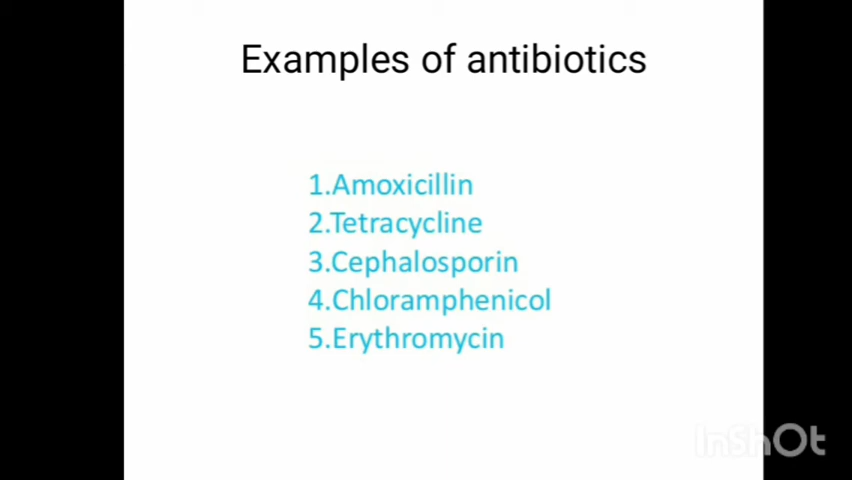 Examples of antibiotics
1.Amoxicillin
2.Tetracycline
3.Cephalosporin
4.Chloramphenicol
5.Erythromycin
InShOt